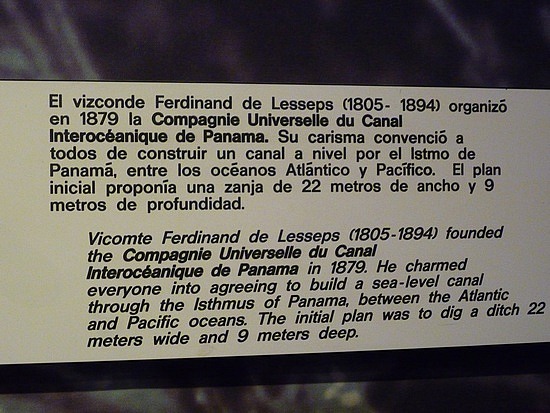 El vizconde Ferdinand de Lesseps (1805- 1894) organizó
en 1879 la Compagnie Universelle du Canal
Interocéanique de Panama. Su carisma convenció a
todos de construir un canal a nivel por el Istmo de
Panamá, entre los océanos Atlántico y Pacífico. El plan
inicial proponía una zanja de 22 metros de ancho y 9
metros de profundidad.
Vicomte Ferdinand de Lesseps (1805-1894) founded
the Compagnie Universelle du Canal
Interocéanique de Panama in 1879. He charmed
everyone into agreeing to build a sea-level canal
through the Isthmus of Panama, between the Atlantic
and Pacific oceans. The initial plan was to dig a ditch 22
meters wide and 9 meters deep.